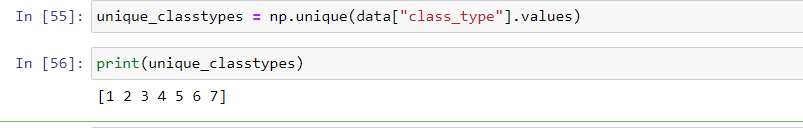 In [55]: unique_classtypes = np.unique(data["class_type"].values)
In [56]: print(unique_classtypes)
[1 2 3 4 5 6 7]